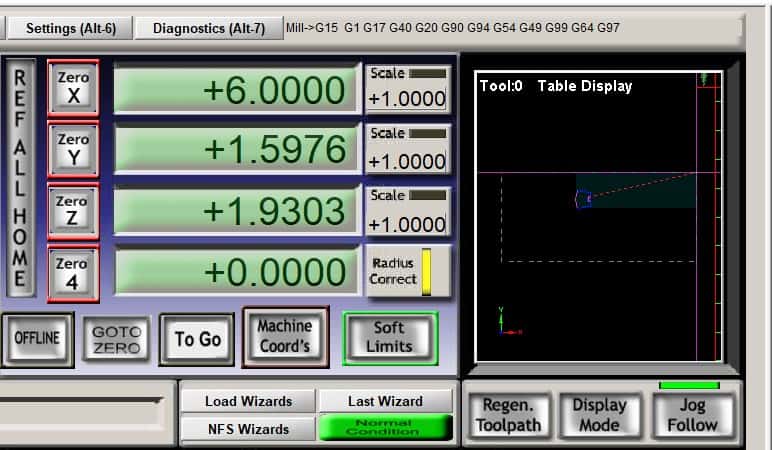 Settings (Alt-6)
Diagnostics (Alt-7)
Mill->G15 G1 G17 G40 G20 G90 G94 G54 G49 G99 G64 G97
REF ALL HOME
Zero
X
+6.0000
Scale
+1.0000
Zero
Y
+1.5976
Scale
+1.0000
Zero
Z
+1.9303
Scale
+1.0000
Zero
4
+0.0000
Radius
Correct
OFFLINE
GOTO
ZERO
To Go
Machine
Coord's
Soft
Limits
Tool:0 Table Display
Y
X
Load Wizards
Last Wizard
NFS Wizards
Normal
Condition
Regen.
Toolpath
Display
Mode
Jog
Follow